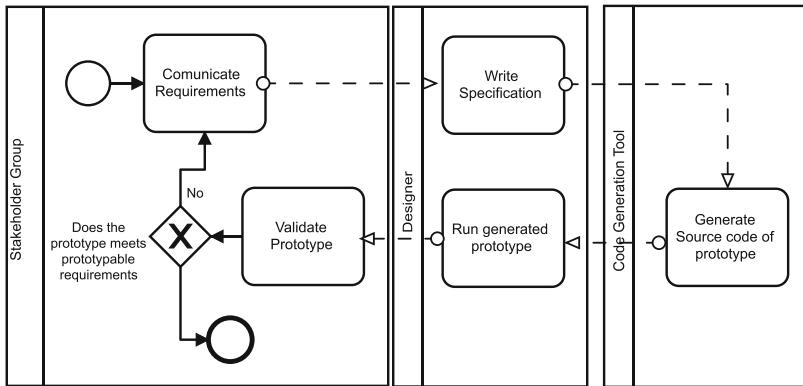 Stakeholder Group
Comunicate
Requirements
No
Does the
prototype meets
prototypable
requirements
X
Validate
Prototype
Designer
Write
Specification
Run generated
prototype
Code Generation Tool
Generate
Source code of
prototype